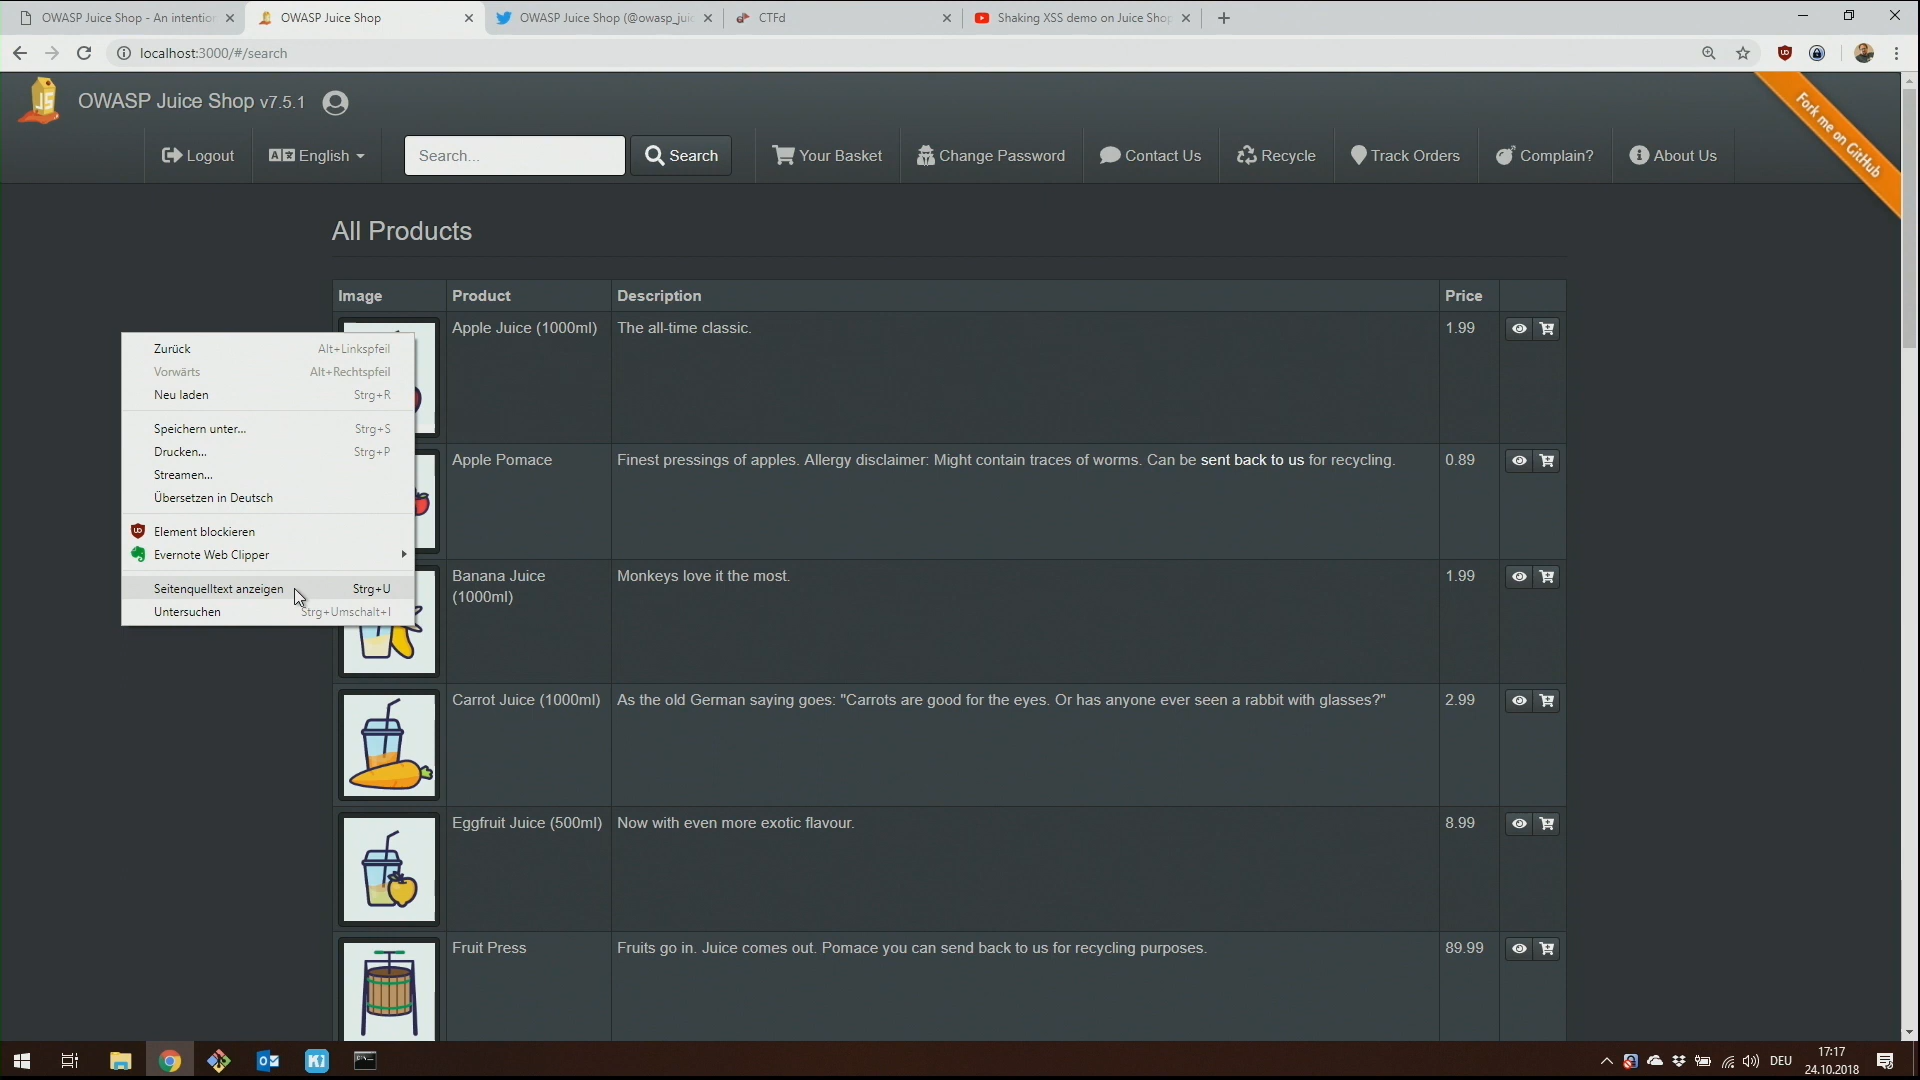 OWASP Juice Shop - An intention
OWASP Juice Shop
OWASP Juice Shop (@owasp_juic
CTFd
Shaking XSS demo on Juice Shop
localhost:3000/#/search
OWASP Juice Shop v7.5.1
Fork me on GitHub
Logout
English
Search...
Search
Your Basket
Change Password
Contact Us
Recycle
Track Orders
Complain?
About Us
All Products
Image Product Description Price
Apple Juice (1000ml) The all-time classic. 1.99
Zurück Alt+Linkspfeil
Vorwärts Alt+Rechtspfeil
Neu laden Strg+R
Speichern unter... Strg+S
Drucken... Strg+P
Streamen...
Übersetzen in Deutsch
Element blockieren
Evernote Web Clipper
Seitenquelltext anzeigen Strg+U
Untersuchen Strg+Umschalt+I
Apple Pomace Finest pressings of apples. Allergy disclaimer: Might contain traces of worms. Can be sent back to us for recycling. 0.89
Banana Juice Monkeys love it the most. 1.99
(1000ml)
Carrot Juice (1000ml) As the old German saying goes: "Carrots are good for the eyes. Or has anyone ever seen a rabbit with glasses?" 2.99
Eggfruit Juice (500ml) Now with even more exotic flavour. 8.99
Fruit Press Fruits go in. Juice comes out. Pomace you can send back to us for recycling purposes. 89.99
DEU
17:17
24.10.2018